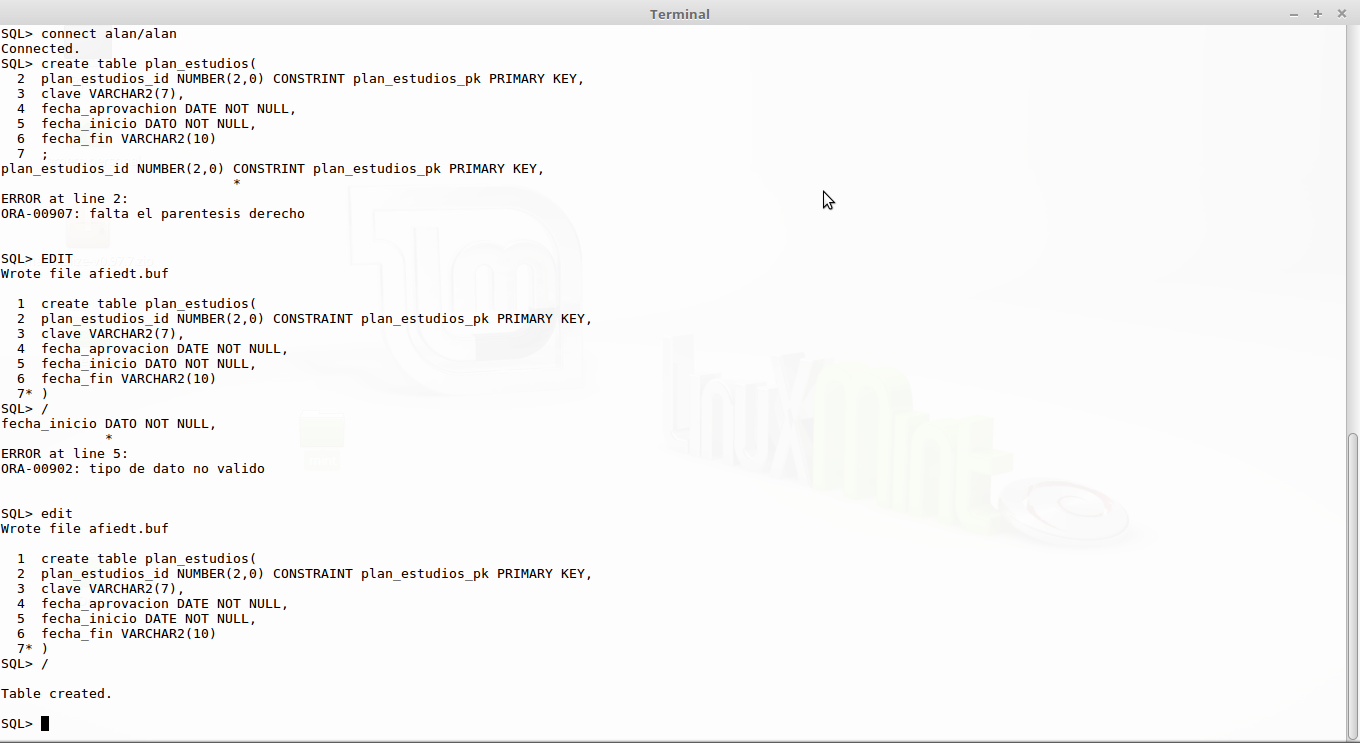 Terminal
SQL> connect alan/alan
Connected.
SQL> create table plan_estudios(
  2  plan_estudios_id NUMBER(2,0) CONSTRINT plan_estudios_pk PRIMARY KEY,
  3  clave VARCHAR2(7),
  4  fecha_aprovachion DATE NOT NULL,
  5  fecha_inicio DATO NOT NULL,
  6  fecha_fin VARCHAR2(10)
  7  ;
plan_estudios_id NUMBER(2,0) CONSTRINT plan_estudios_pk PRIMARY KEY,
                             *
ERROR at line 2:
ORA-00907: falta el parentesis derecho
SQL> EDIT
Wrote file afiedt.buf
  1  create table plan_estudios(
  2  plan_estudios_id NUMBER(2,0) CONSTRAINT plan_estudios_pk PRIMARY KEY,
  3  clave VARCHAR2(7),
  4  fecha_aprovacion DATE NOT NULL,
  5  fecha_inicio DATO NOT NULL,
  6  fecha_fin VARCHAR2(10)
  7* )
SQL> /
fecha_inicio DATO NOT NULL,
             *
ERROR at line 5:
ORA-00902: tipo de dato no valido
SQL> edit
Wrote file afiedt.buf
  1  create table plan_estudios(
  2  plan_estudios_id NUMBER(2,0) CONSTRAINT plan_estudios_pk PRIMARY KEY,
  3  clave VARCHAR2(7),
  4  fecha_aprovacion DATE NOT NULL,
  5  fecha_inicio DATE NOT NULL,
  6  fecha_fin VARCHAR2(10)
  7* )
SQL> /
Table created.
SQL>
LinuxMint